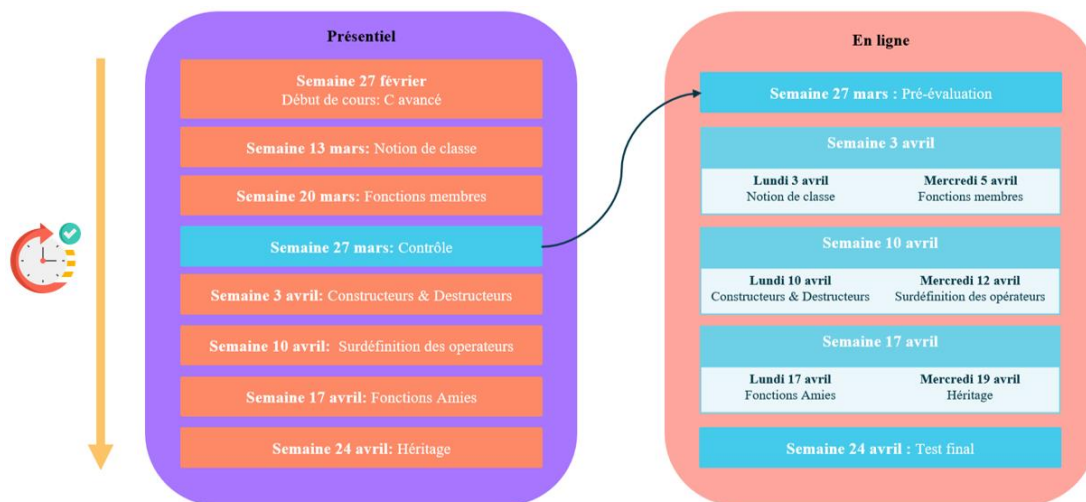 Présentiel
Semaine 27 février
Début de cours: C avancé
Semaine 13 mars: Notion de classe
Semaine 20 mars: Fonctions membres
Semaine 27 mars: Contrôle
Semaine 3 avril: Constructeurs & Destructeurs
Semaine 10 avril: Surdéfinition des operateurs
Semaine 17 avril: Fonctions Amies
Semaine 24 avril: Héritage
En ligne
Semaine 27 mars : Pré-évaluation
Semaine 3 avril
Lundi 3 avril
Notion de classe
Mercredi 5 avril
Fonctions membres
Semaine 10 avril
Lundi 10 avril
Constructeurs & Destructeurs
Mercredi 12 avril
Surdéfinition des opérateurs
Semaine 17 avril
Lundi 17 avril
Fonctions Amies
Mercredi 19 avril
Héritage
Semaine 24 avril : Test final